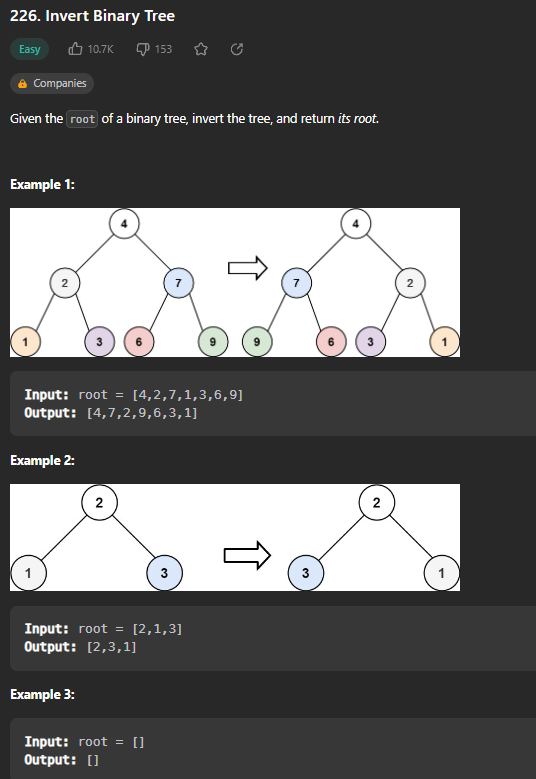 226. Invert Binary Tree
Easy 10.7K 153
Companies
Given the root of a binary tree, invert the tree, and return its root.
Example 1:
4 4
2 7 7 2
1 3 6 9 9 6 3 1
Input: root = [4,2,7,1,3,6,9]
Output: [4,7,2,9,6,3,1]
Example 2:
2 2
1 3 3 1
Input: root = [2,1,3]
Output: [2,3,1]
Example 3:
Input: root = []
Output: []